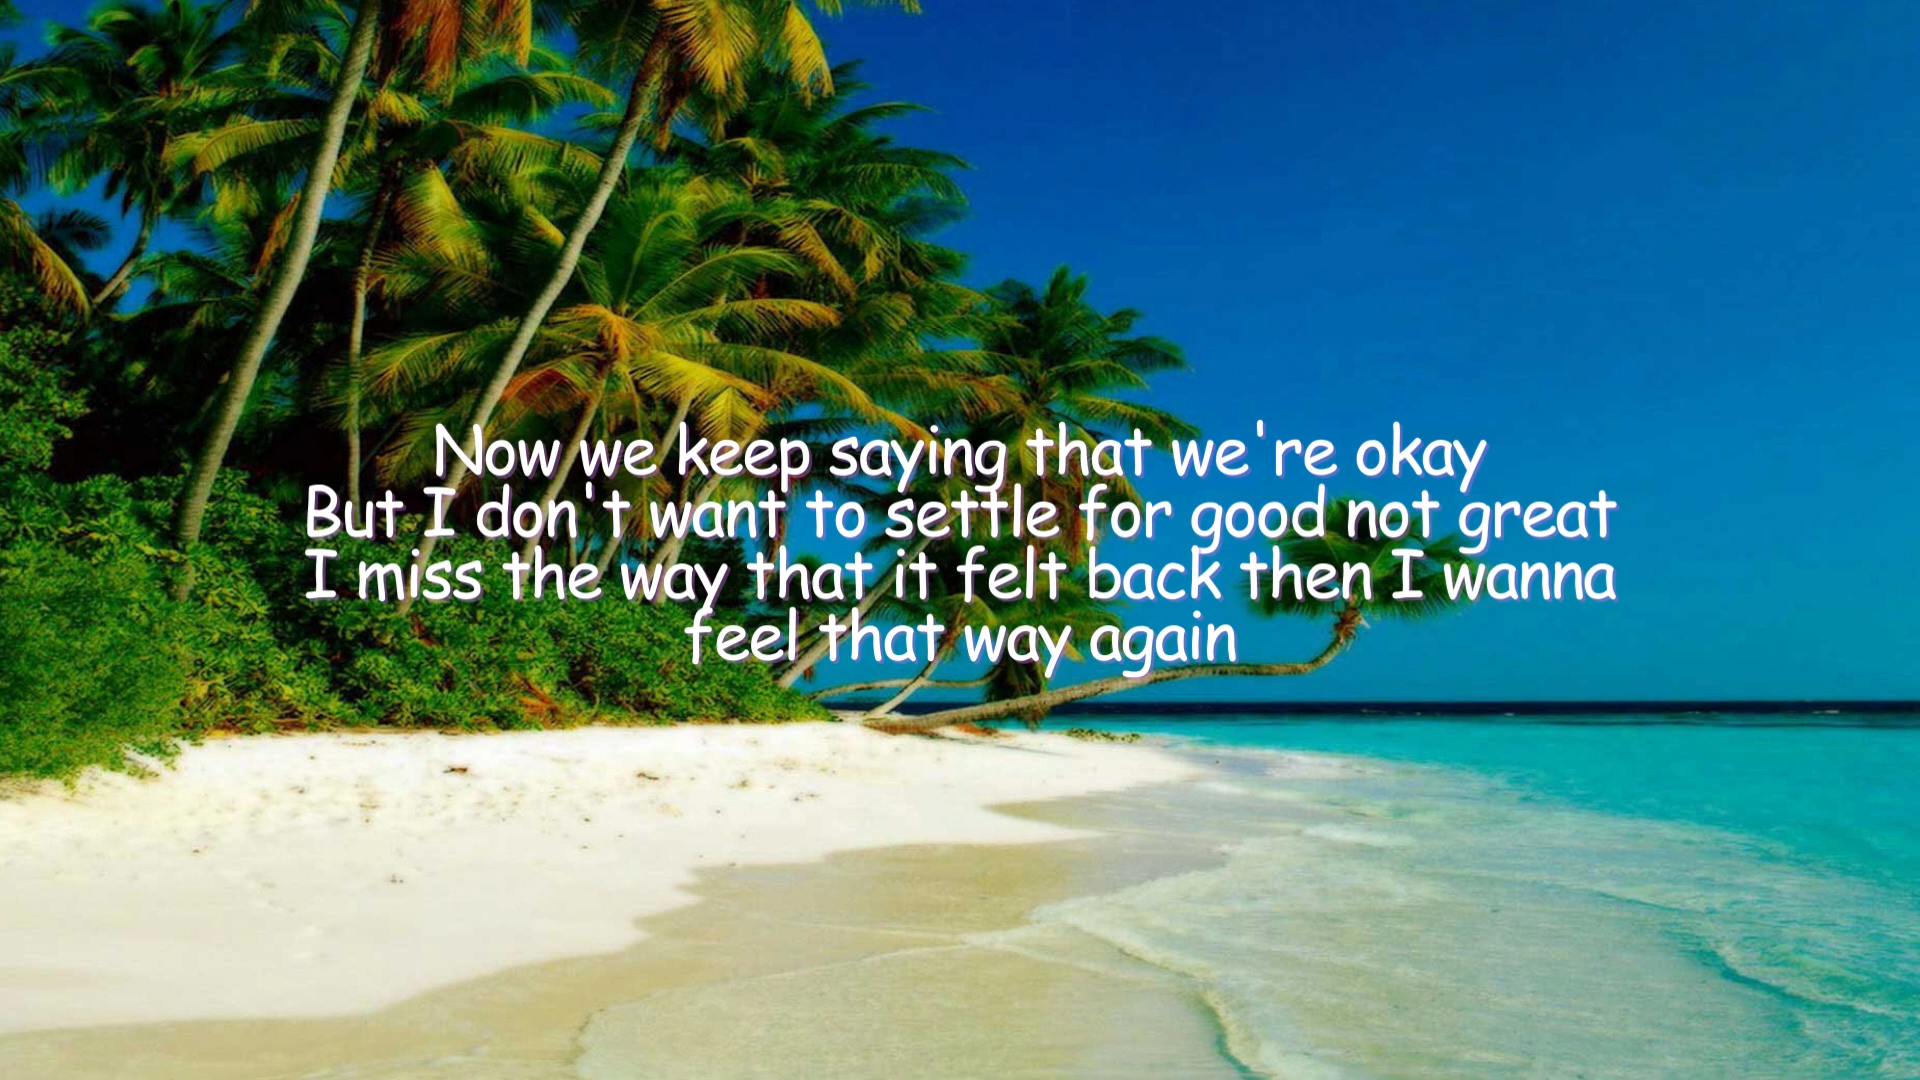 Now we keep saying that we're okay
But I don't want to settle for good not great
I miss the way that it felt back then I wanna
feel that way again